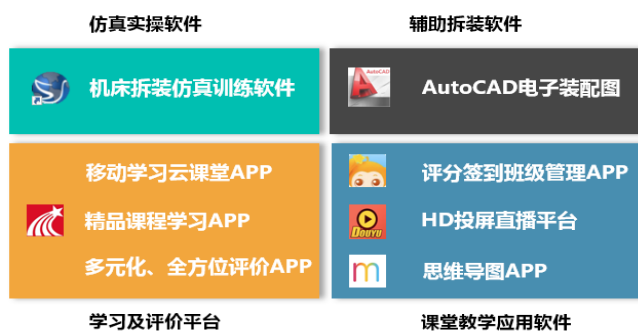 仿真实操软件
辅助拆装软件
机床拆装仿真训练软件
AutoCAD
AutoCAD电子装配图
移动学习云课堂APP
精品课程学习APP
多元化、全方位评价APP
评分签到班级管理APP
DOUYU
HD投屏直播平台
思维导图APP
学习及评价平台
课堂教学应用软件